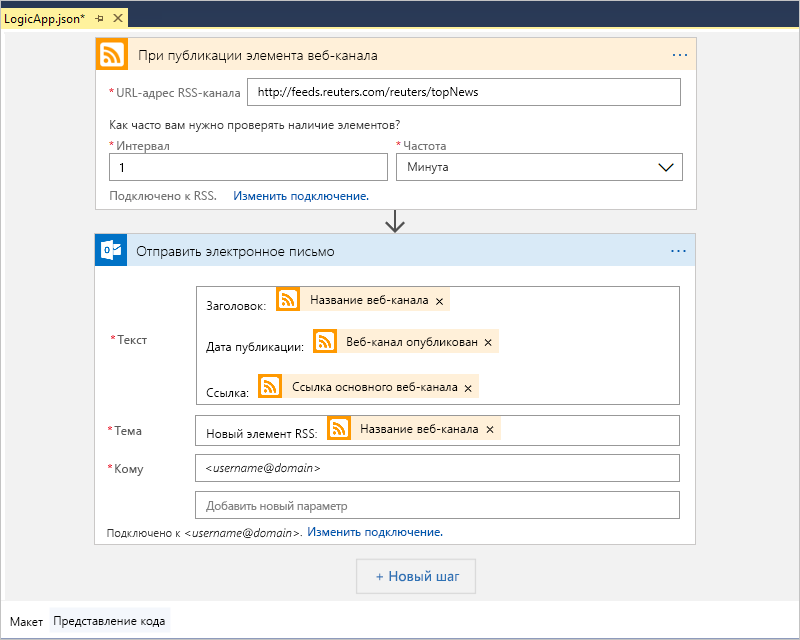 LogicApp.json*
При публикации элемента веб-канала
* URL-адрес RSS-канала http://feeds.reuters.com/reuters/topNews
Как часто вам нужно проверять наличие элементов?
* Интервал * Частота
1 Минута
Подключено к RSS. Изменить подключение.
Отправить электронное письмо
Заголовок: Название веб-канала ×
* Текст
Дата публикации: Веб-канал опубликован ×
Ссылка: Ссылка основного веб-канала ×
* Тема Новый элемент RSS: Название веб-канала ×
* Кому <username@domain>
Добавить новый параметр
Подключено к <username@domain>. Изменить подключение.
+ Новый шаг
Макет Представление кода